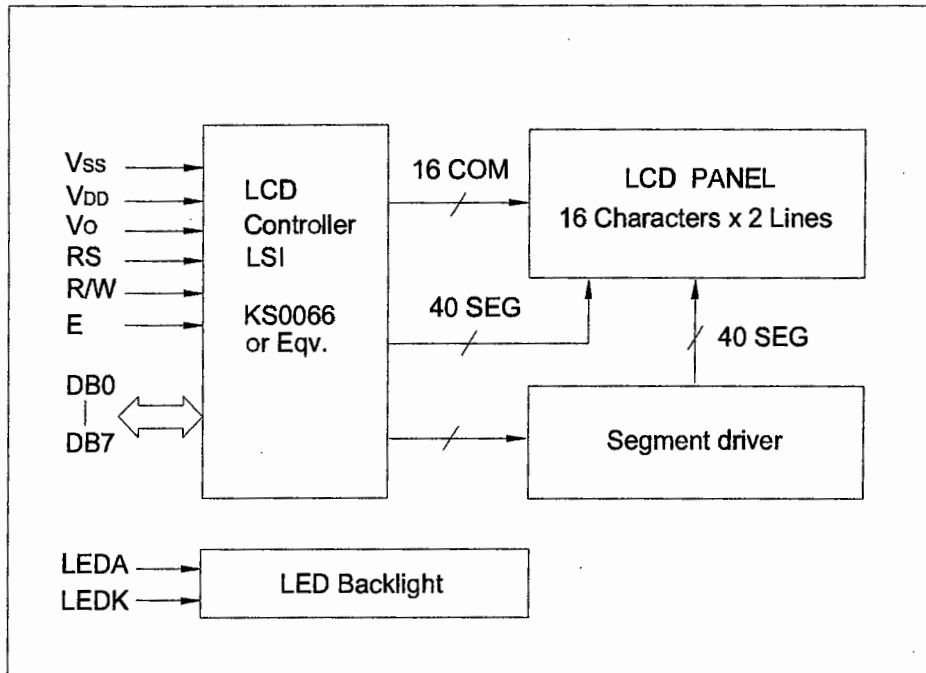 Vss
VDD
Vo
RS
R/W
E
DB0
DB7
LCD
Controller
LSI
KS0066
or Eqv.
16 COM
40 SEG
LCD PANEL
16 Characters x 2 Lines
40 SEG
Segment driver
LEDA
LEDK
LED Backlight